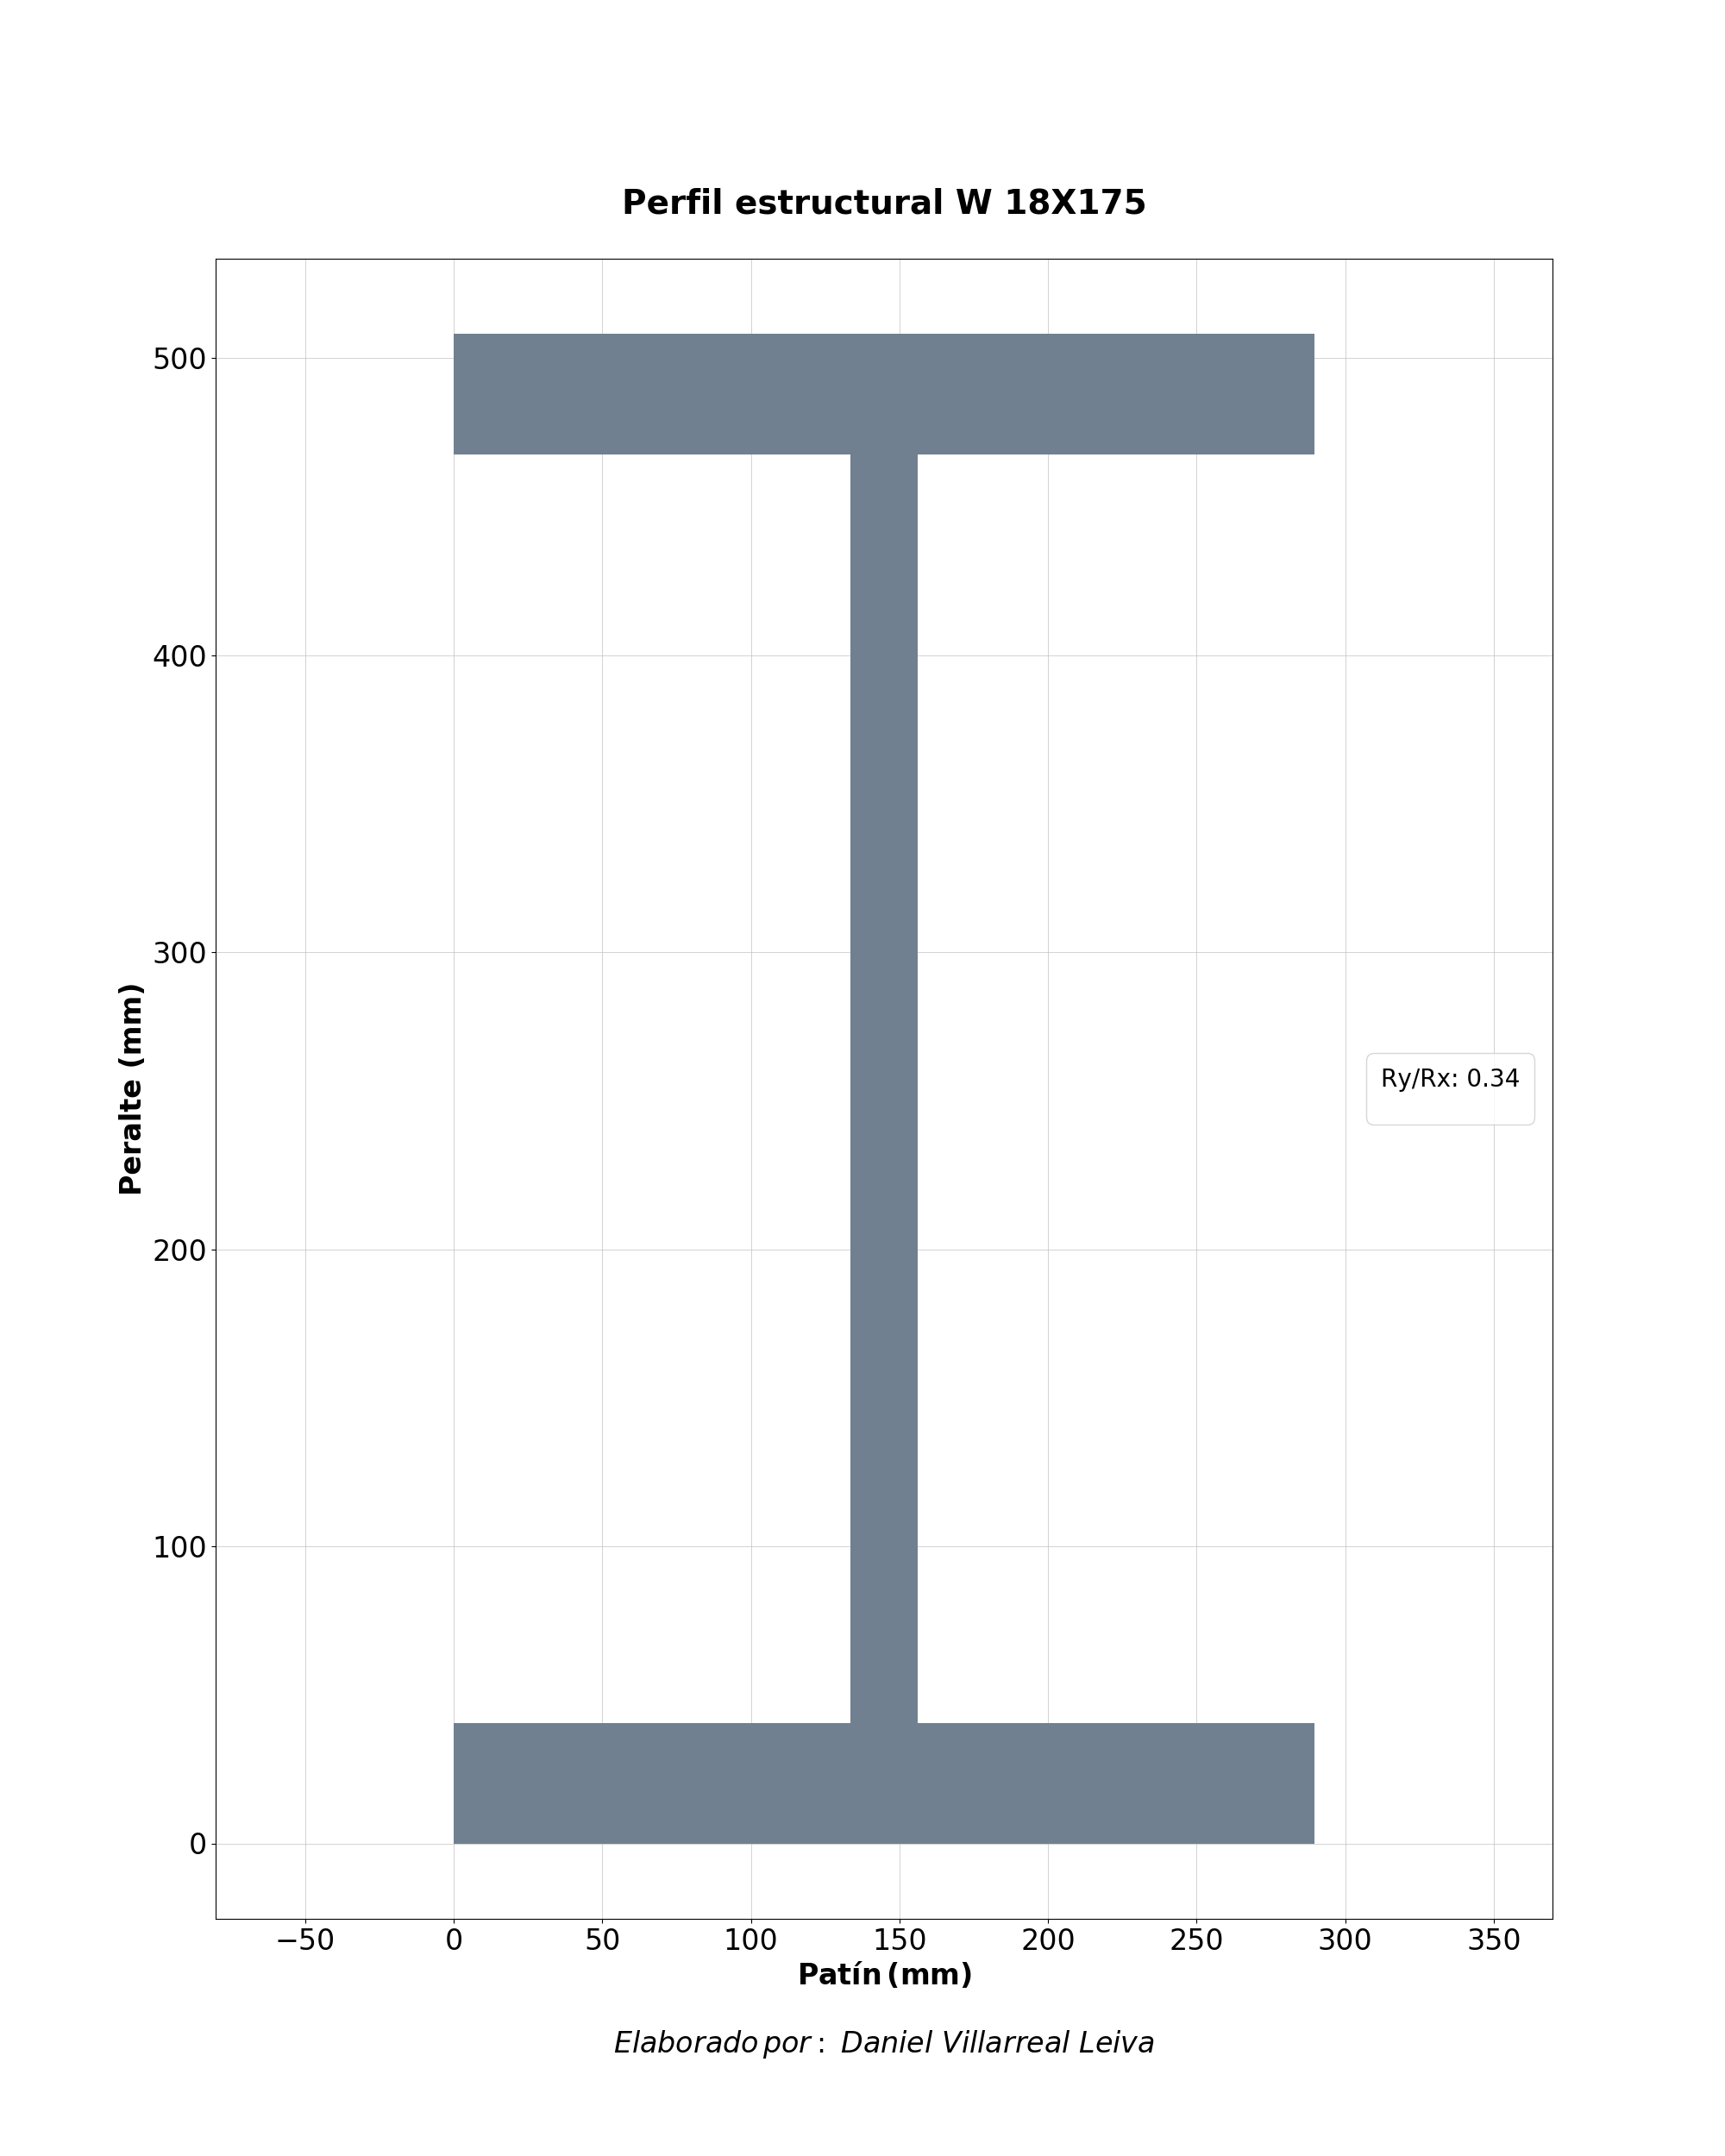 Perfil estructural W 18X175
500
400
300
200
100
0
Peralte (mm)
Ry/Rx: 0.34
−50 0 50 100 150 200 250 300 350
Patín (mm)
Elaborado por : Daniel Villarreal Leiva